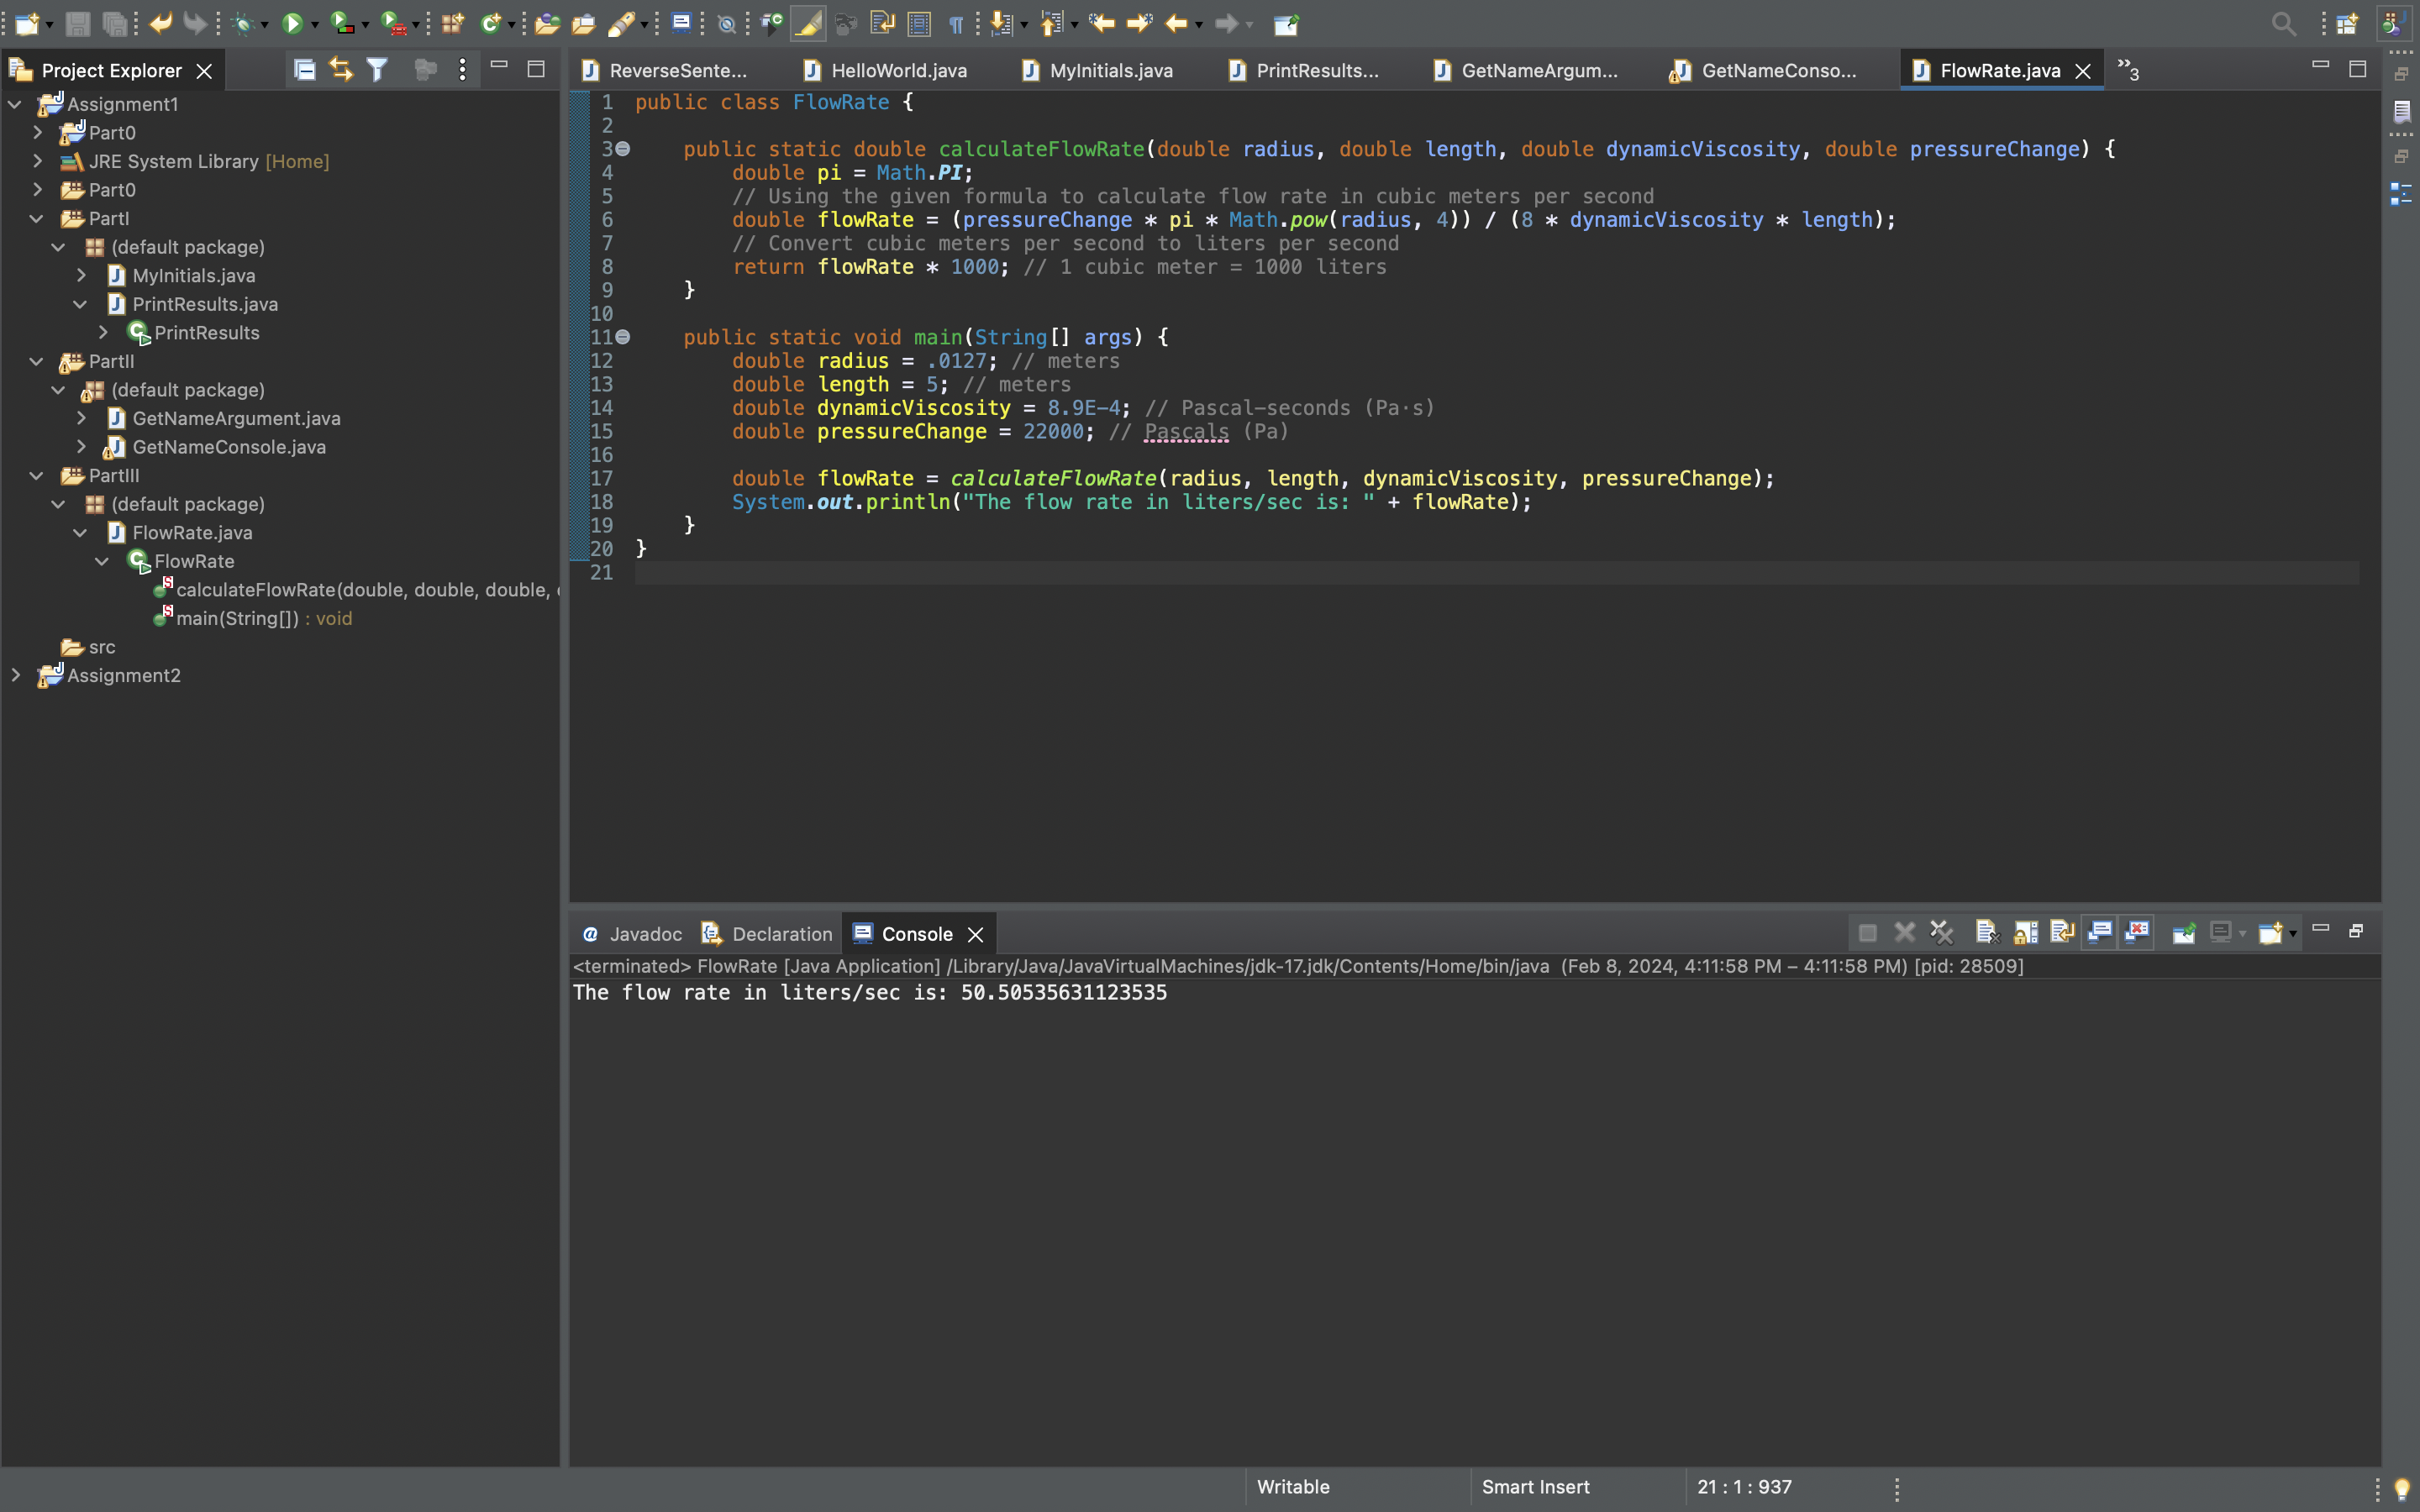 Project Explorer
Assignment1
Part0
JRE System Library [Home]
Part0
PartI
(default package)
MyInitials.java
PrintResults.java
PrintResults
PartII
(default package)
GetNameArgument.java
GetNameConsole.java
PartIII
(default package)
FlowRate.java
FlowRate
calculateFlowRate(double, double, double,
main(String[]) : void
src
Assignment2
ReverseSente... HelloWorld.java MyInitials.java PrintResults... GetNameArgum... GetNameConso... FlowRate.java »3
1 public class FlowRate {
2
3 public static double calculateFlowRate(double radius, double length, double dynamicViscosity, double pressureChange) {
4 double pi = Math.PI;
5 // Using the given formula to calculate flow rate in cubic meters per second
6 double flowRate = (pressureChange * pi * Math.pow(radius, 4)) / (8 * dynamicViscosity * length);
7 // Convert cubic meters per second to liters per second
8 return flowRate * 1000; // 1 cubic meter = 1000 liters
9 }
10
11 public static void main(String[] args) {
12 double radius = .0127; // meters
13 double length = 5; // meters
14 double dynamicViscosity = 8.9E-4; // Pascal-seconds (Pa·s)
15 double pressureChange = 22000; // Pascals (Pa)
16
17 double flowRate = calculateFlowRate(radius, length, dynamicViscosity, pressureChange);
18 System.out.println("The flow rate in liters/sec is: " + flowRate);
19 }
20 }
21
@ Javadoc Declaration Console
<terminated> FlowRate [Java Application] /Library/Java/JavaVirtualMachines/jdk-17.jdk/Contents/Home/bin/java (Feb 8, 2024, 4:11:58 PM – 4:11:58 PM) [pid: 28509]
The flow rate in liters/sec is: 50.50535631123535
Writable Smart Insert 21 : 1 : 937